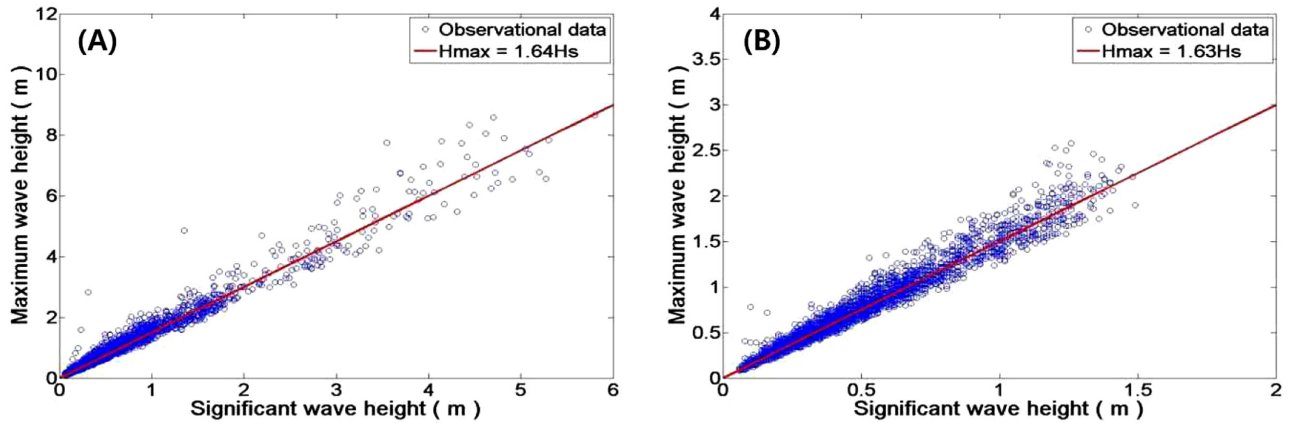 (A)
Observational data
Hmax = 1.64Hs
Maximum wave height ( m )
12
10
8
6
4
2
0
0 1 2 3 4 5 6
Significant wave height ( m )
(B)
Observational data
Hmax = 1.63Hs
Maximum wave height ( m )
4
3.5
3
2.5
2
1.5
1
0.5
0
0 0.5 1 1.5 2
Significant wave height ( m )